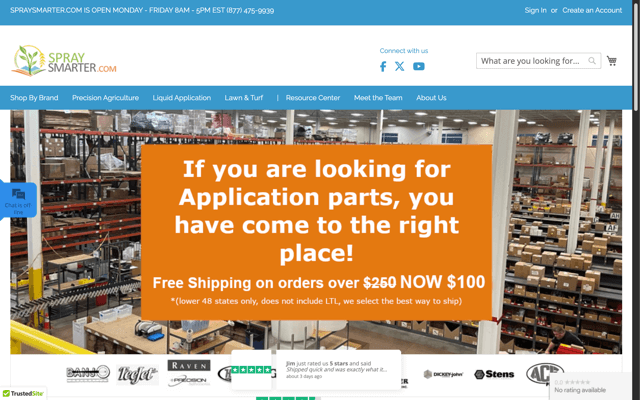 SPRAYSMARTER.COM IS OPEN MONDAY - FRIDAY 8AM - 5PM EST (877) 475-9939
Sign In or Create an Account
SPRAY
SMARTER.COM
Connect with us
What are you looking for...
Shop By Brand Precision Agriculture Liquid Application Lawn & Turf | Resource Center Meet the Team About Us
If you are looking for
Application parts, you
have come to the right
place!
Free Shipping on orders over $250 NOW $100
*(lower 48 states only, does not include LTL, we select the best way to ship)
Chat is off-
line
BANJO
TeeJet
RAVEN
PRECISION
DICKEY-john
Stens
ACE
Jim just rated us 5 stars and said
Shipped quick and was exactly what it...
about 3 days ago
0.0
No rating available
TrustedSite